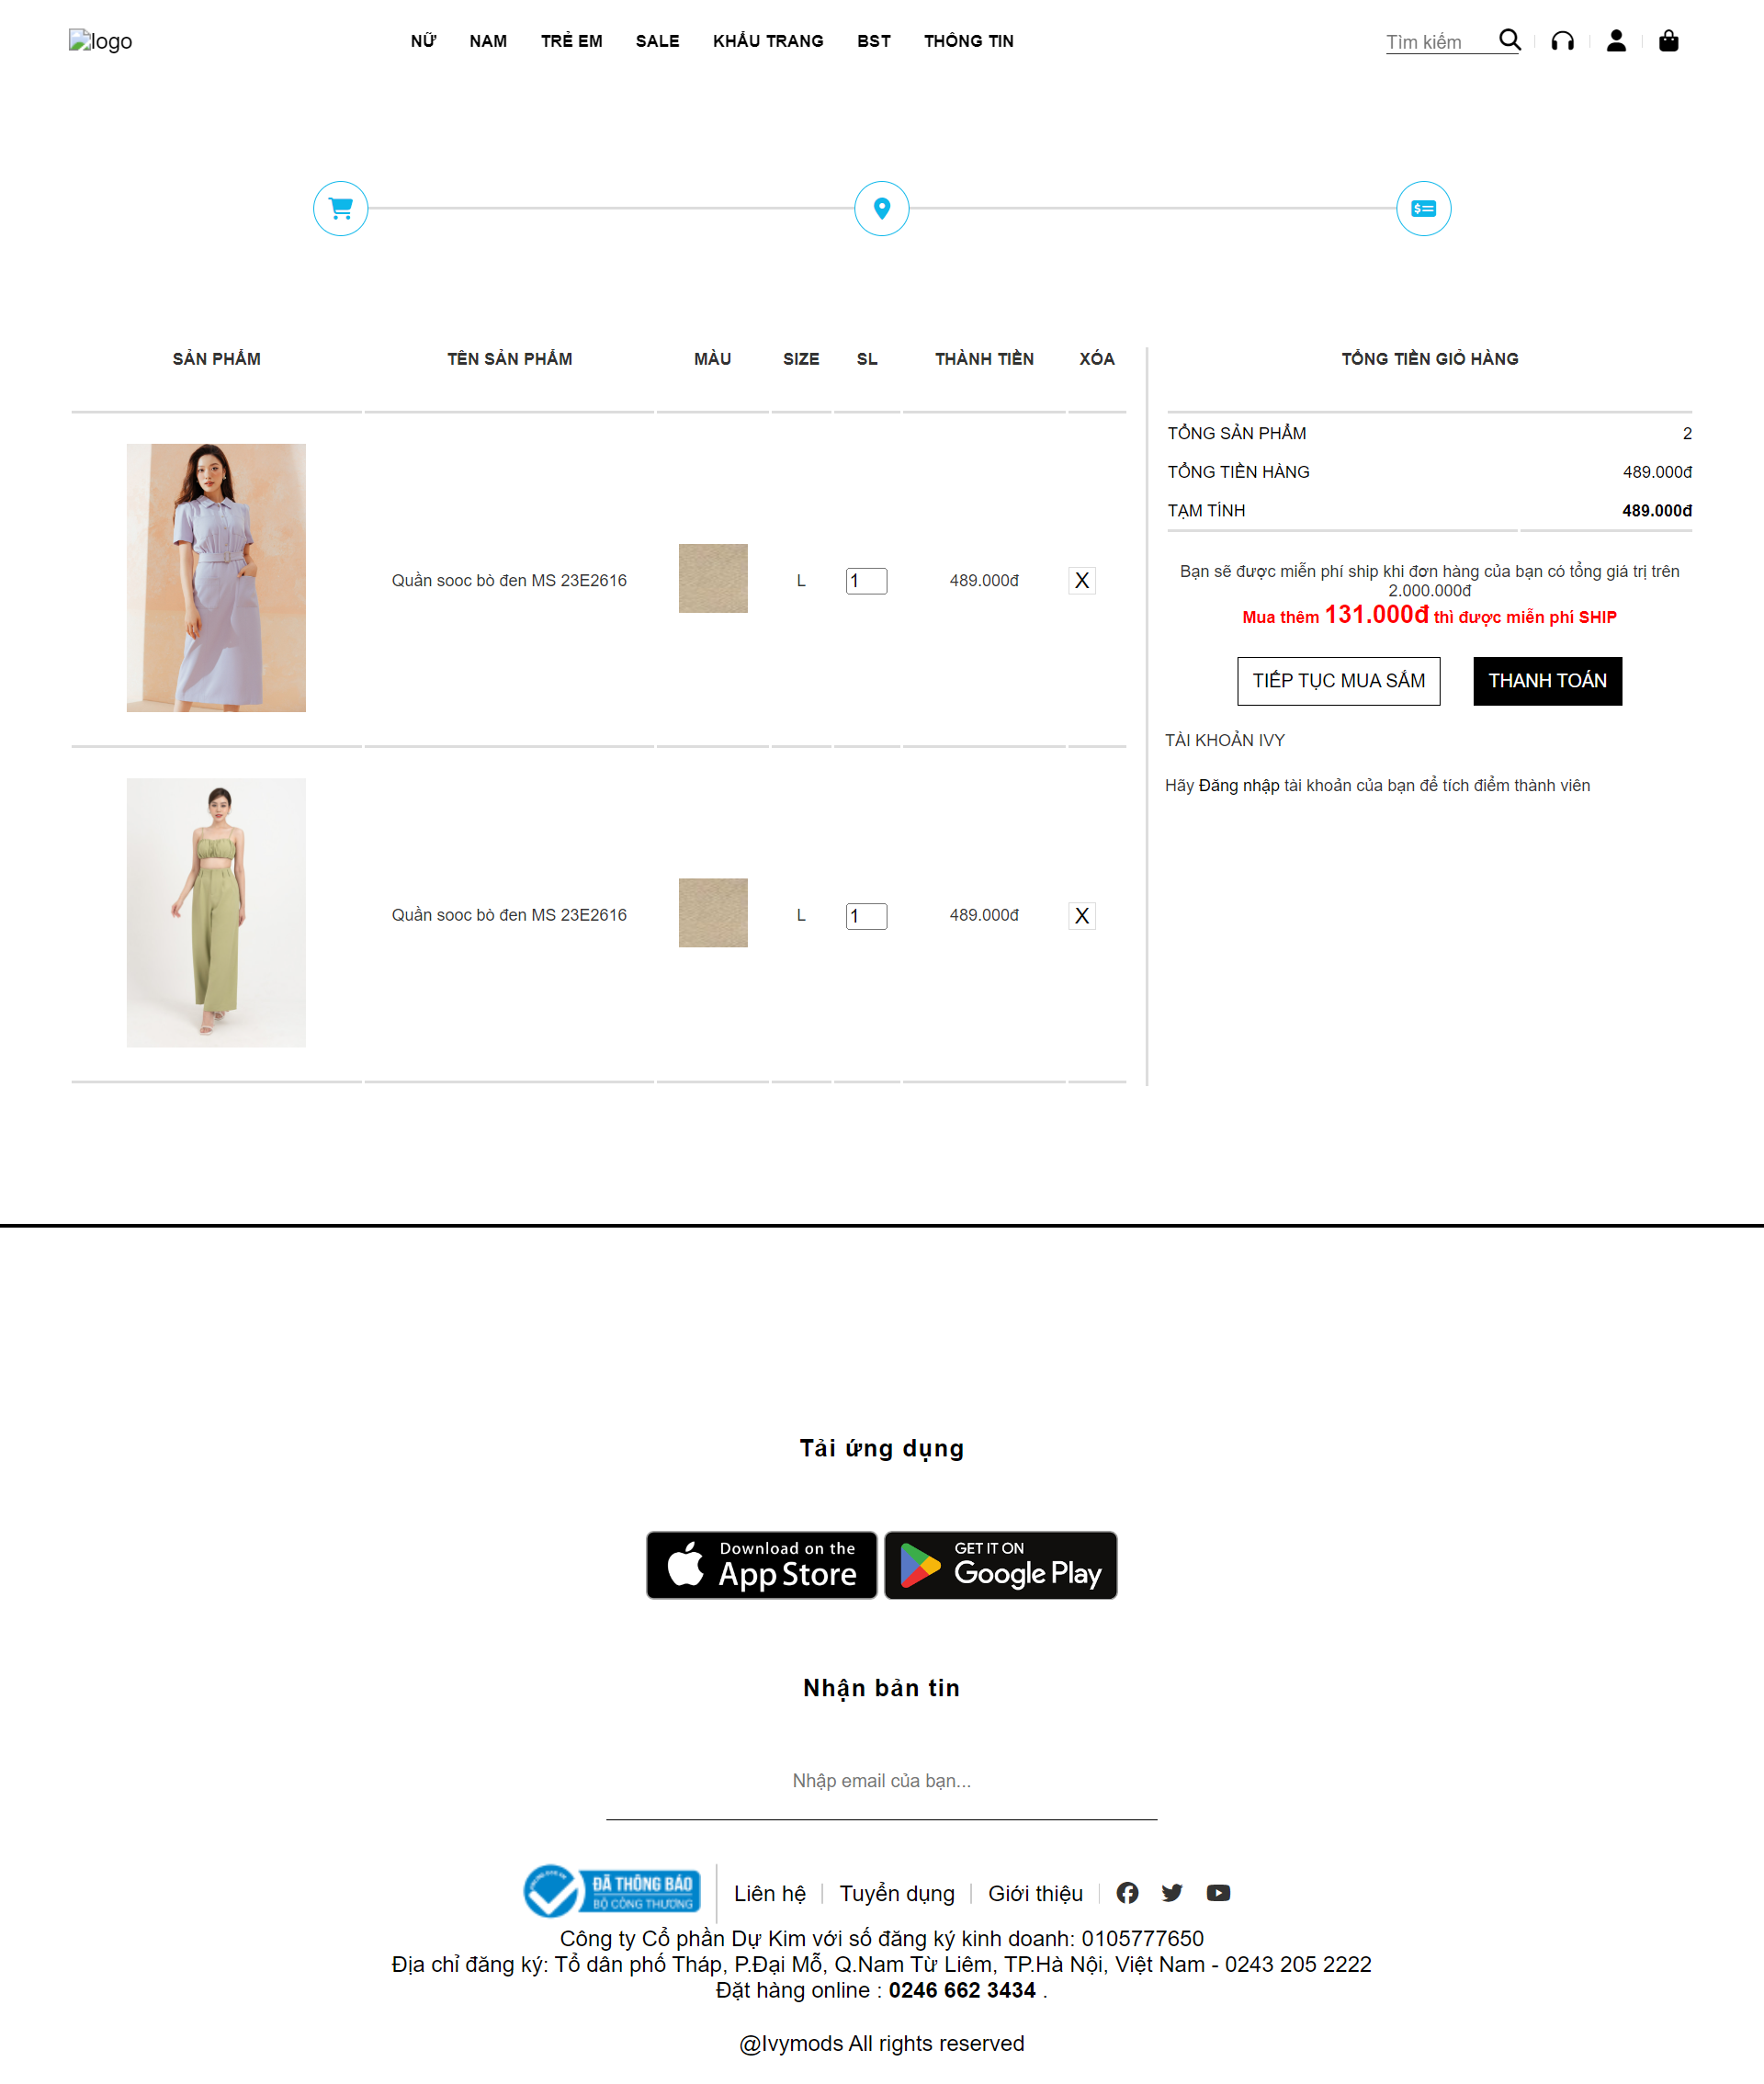 logo
NỮ NAM TRẺ EM SALE KHẨU TRANG BST THÔNG TIN
Tìm kiếm
SẢN PHẨM TÊN SẢN PHẨM MÀU SIZE SL THÀNH TIỀN XÓA
Quần sooc bò đen MS 23E2616 L 1 489.000đ X
Quần sooc bò đen MS 23E2616 L 1 489.000đ X
TỔNG TIỀN GIỎ HÀNG
TỔNG SẢN PHẨM 2
TỔNG TIỀN HÀNG 489.000đ
TẠM TÍNH 489.000đ
Bạn sẽ được miễn phí ship khi đơn hàng của bạn có tổng giá trị trên
2.000.000đ
Mua thêm 131.000đ thì được miễn phí SHIP
TIẾP TỤC MUA SẮM THANH TOÁN
TÀI KHOẢN IVY
Hãy Đăng nhập tài khoản của bạn để tích điểm thành viên
Tải ứng dụng
Download on the
App Store
GET IT ON
Google Play
Nhận bản tin
Nhập email của bạn...
ĐÃ THÔNG BÁO
BỘ CÔNG THƯƠNG
Liên hệ Tuyển dụng Giới thiệu
Công ty Cổ phần Dự Kim với số đăng ký kinh doanh: 0105777650
Địa chỉ đăng ký: Tổ dân phố Tháp, P.Đại Mỗ, Q.Nam Từ Liêm, TP.Hà Nội, Việt Nam - 0243 205 2222
Đặt hàng online : 0246 662 3434 .
@Ivymods All rights reserved